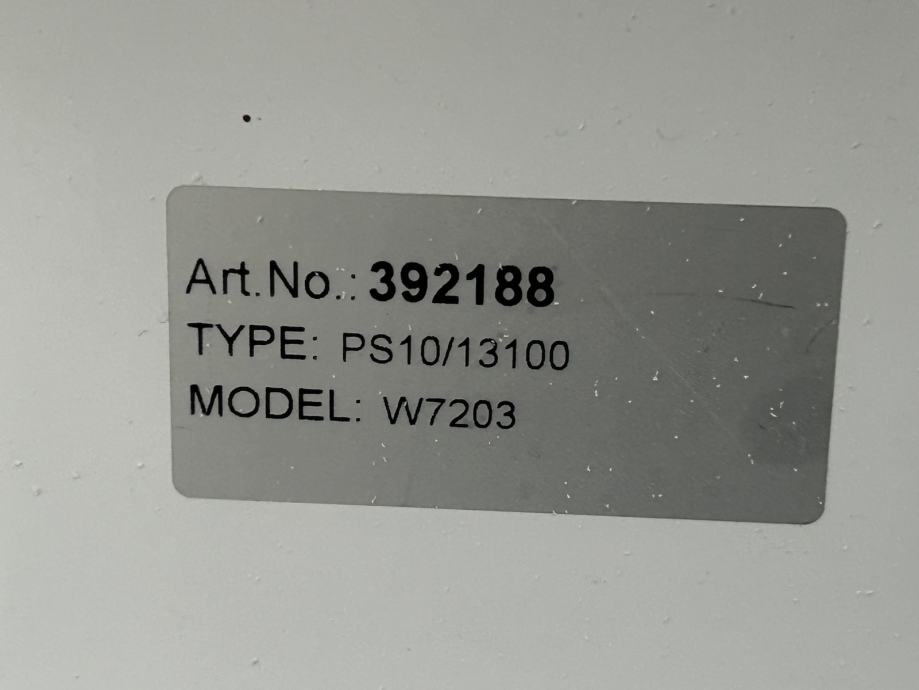 Art.No.: 392188
TYPE: PS10/13100
MODEL: W7203